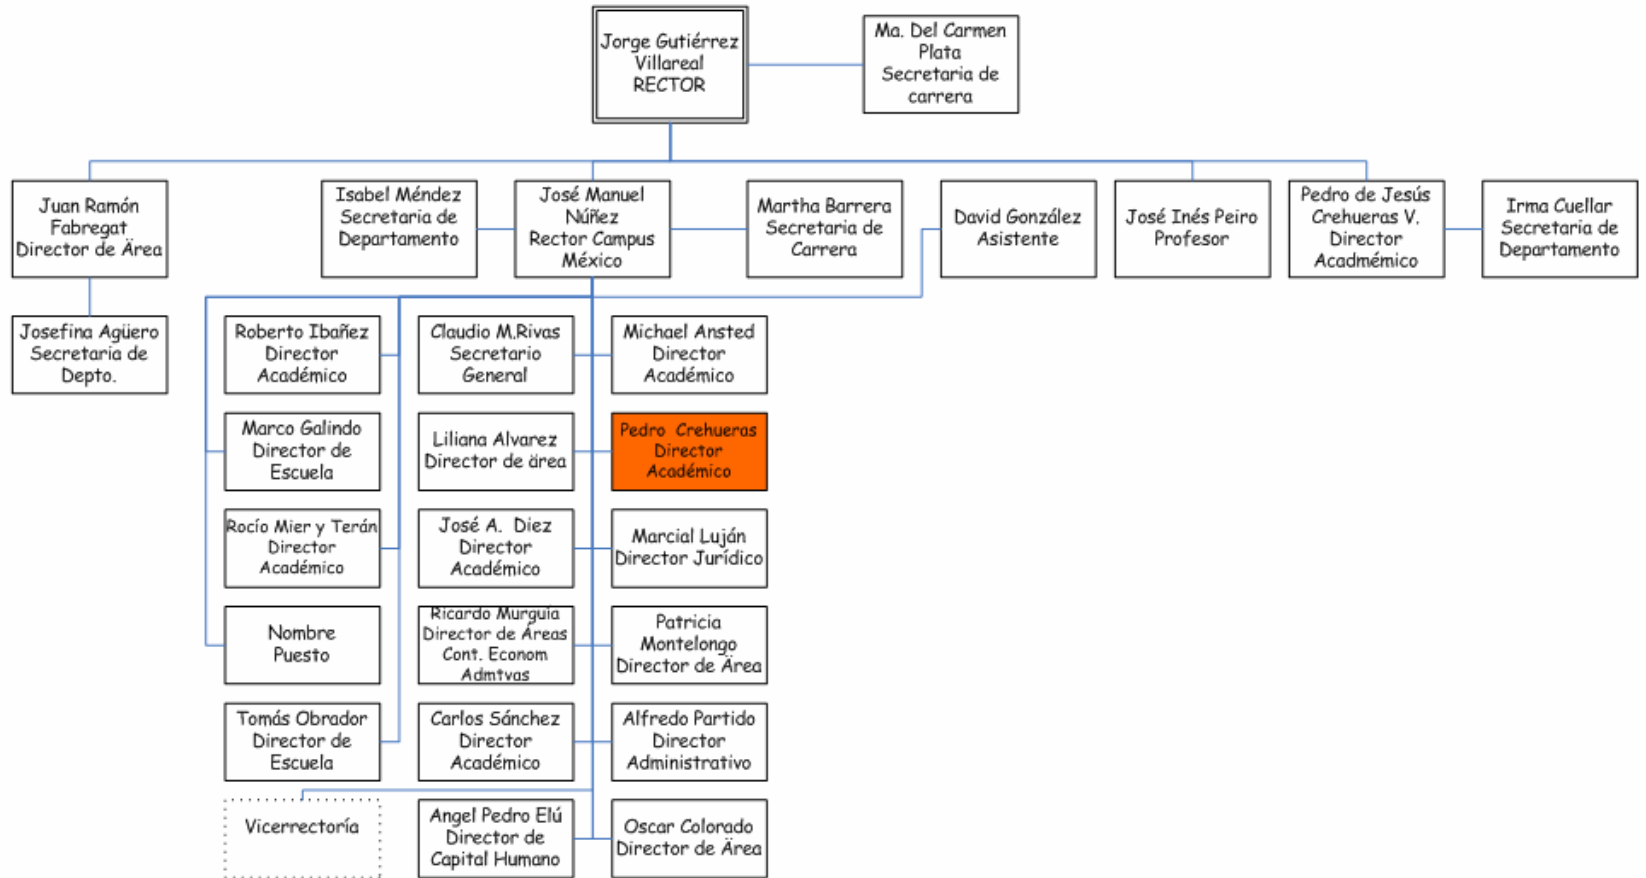 Jorge Gutiérrez
Villareal
RECTOR
Ma. Del Carmen
Plata
Secretaria de
carrera
Juan Ramón
Fabregat
Director de Ärea
Isabel Méndez
Secretaria de
Departamento
José Manuel
Núñez
Rector Campus
México
Martha Barrera
Secretaria de
Carrera
David González
Asistente
José Inés Peiro
Profesor
Pedro de Jesús
Crehueras V.
Director
Acadmémico
Irma Cuellar
Secretaria de
Departamento
Josefina Agüero
Secretaria de
Depto.
Roberto Ibañez
Director
Académico
Claudio M.Rivas
Secretario
General
Michael Ansted
Director
Académico
Marco Galindo
Director de
Escuela
Liliana Alvarez
Director de ärea
Pedro Crehueras
Director
Académico
Rocío Mier y Terán
Director
Académico
José A. Diez
Director
Académico
Marcial Luján
Director Jurídico
Nombre
Puesto
Ricardo Murguía
Director de Áreas
Cont. Econom
Admtvas
Patricia
Montelongo
Director de Ärea
Tomás Obrador
Director de
Escuela
Carlos Sánchez
Director
Académico
Alfredo Partido
Director
Administrativo
Vicerrectoría
Angel Pedro Elú
Director de
Capital Humano
Oscar Colorado
Director de Ärea